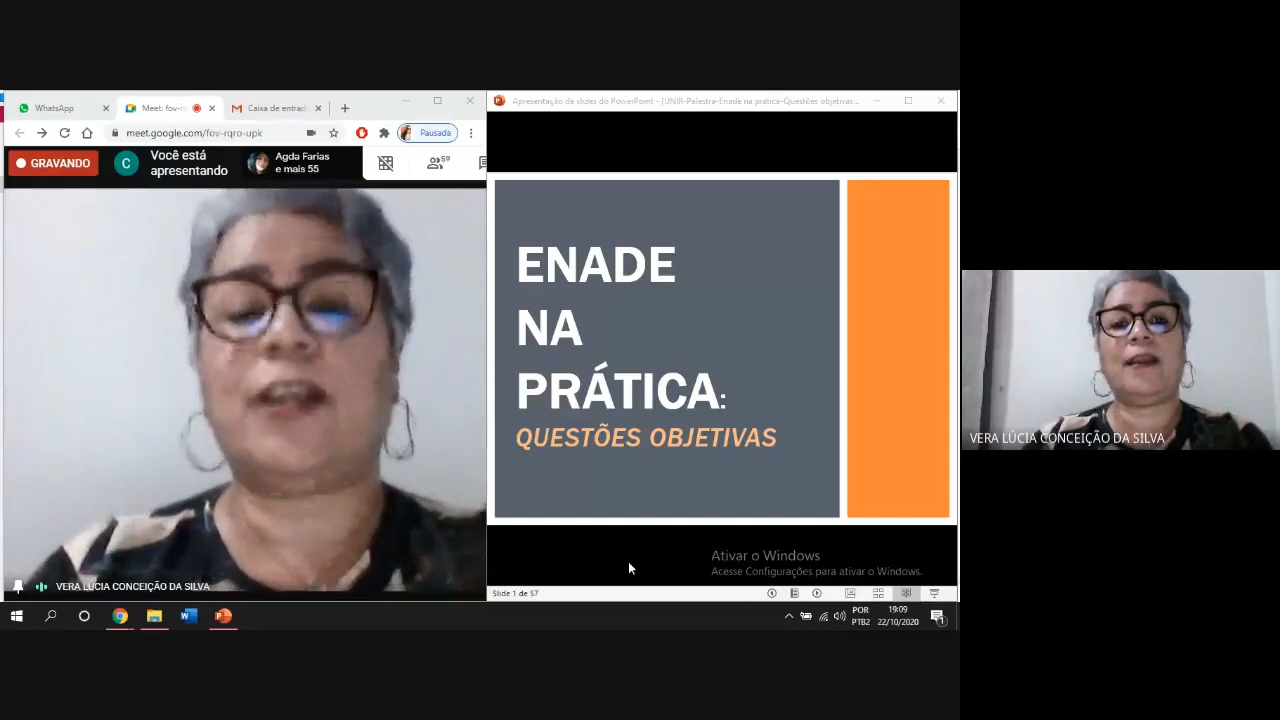 WhatsApp
Meet: fov-r
Caixa de entrad
meet.google.com/fov-rqro-upk
Pausada
GRAVANDO
C
Você está
apresentando
Agda Farias
e mais 55
59
VERA LÚCIA CONCEIÇÃO DA SILVA
Apresentação de slides do PowerPoint - [UNIR-Palestra-Enade na prática-Questões objetivas...
ENADE
NA
PRÁTICA:
QUESTÕES OBJETIVAS
Ativar o Windows
Acesse Configurações para ativar o Windows.
Slide 1 de 57
POR
PTB2
19:09
22/10/2020
1
VERA LÚCIA CONCEIÇÃO DA SILVA